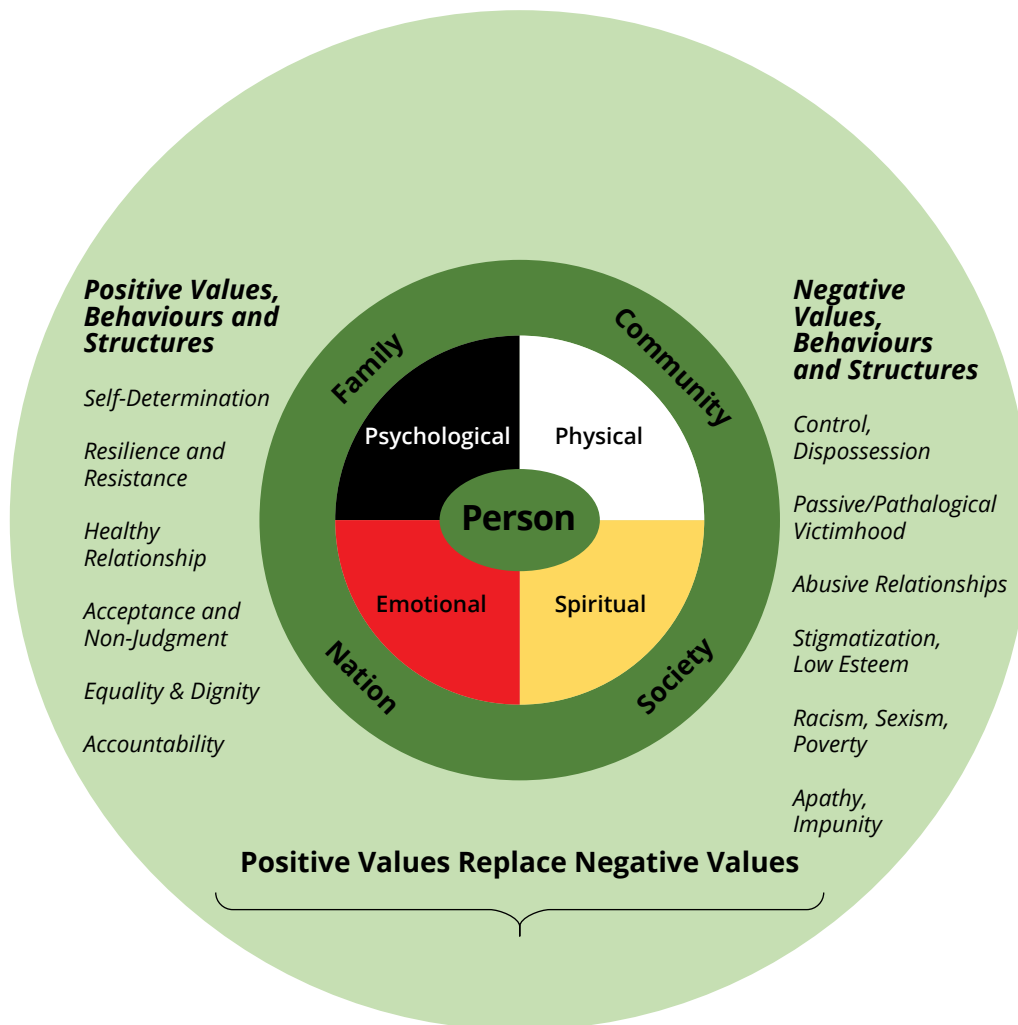 Positive Values,
Behaviours and
Structures
Self-Determination
Resilience and
Resistance
Healthy
Relationship
Acceptance and
Non-Judgment
Equality & Dignity
Accountability
Family
Community
Psychological
Physical
Person
Emotional
Spiritual
Nation
Society
Negative
Values,
Behaviours
and Structures
Control,
Dispossession
Passive/Pathalogical
Victimhood
Abusive Relationships
Stigmatization,
Low Esteem
Racism, Sexism,
Poverty
Apathy,
Impunity
Positive Values Replace Negative Values